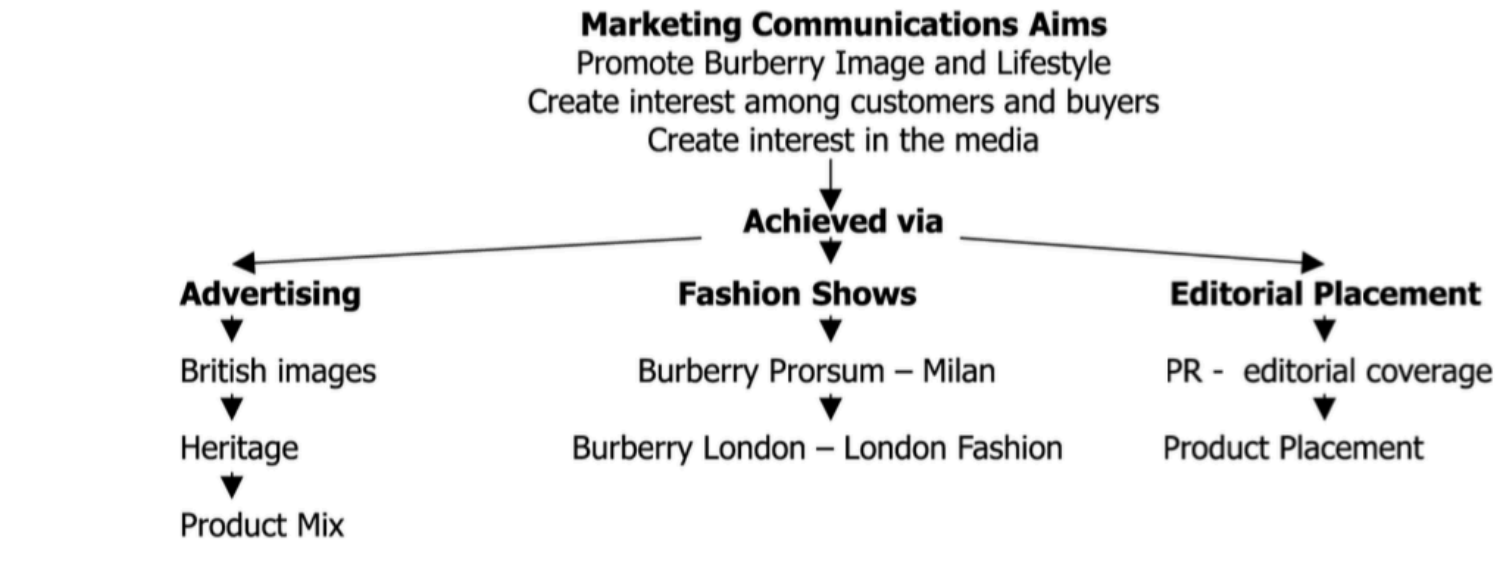 Marketing Communications Aims
Promote Burberry Image and Lifestyle
Create interest among customers and buyers
Create interest in the media
Achieved via
Advertising
British images
Heritage
Product Mix
Fashion Shows
Burberry Prorsum – Milan
Burberry London – London Fashion
Editorial Placement
PR -  editorial coverage
Product Placement